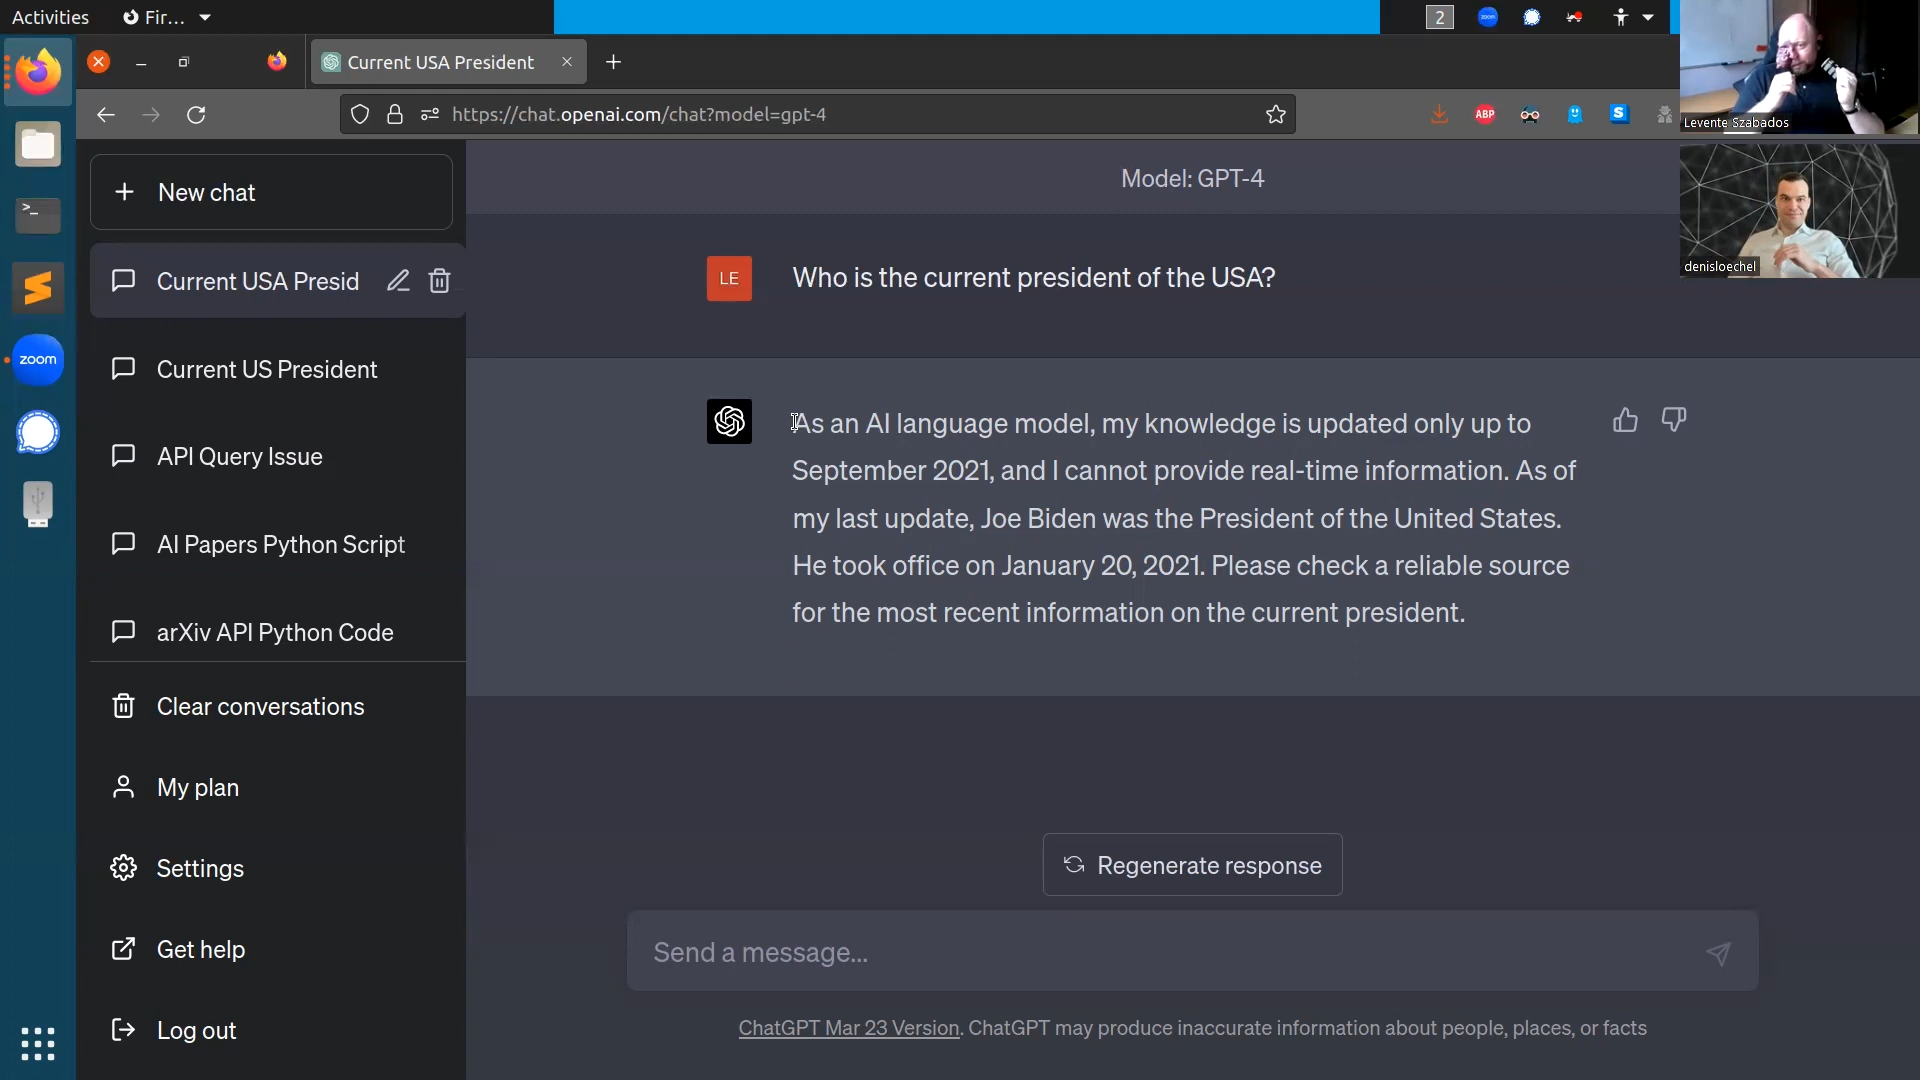 Activities
Fir...
2
zoom
Current USA President
https://chat.openai.com/chat?model=gpt-4
ABP
S
Levente Szabados
denisloechel
New chat
Current USA Presid
Current US President
API Query Issue
AI Papers Python Script
arXiv API Python Code
Clear conversations
My plan
Settings
Get help
Log out
zoom
>_
Model: GPT-4
LE
Who is the current president of the USA?
As an AI language model, my knowledge is updated only up to
September 2021, and I cannot provide real-time information. As of
my last update, Joe Biden was the President of the United States.
He took office on January 20, 2021. Please check a reliable source
for the most recent information on the current president.
Regenerate response
Send a message...
ChatGPT Mar 23 Version. ChatGPT may produce inaccurate information about people, places, or facts